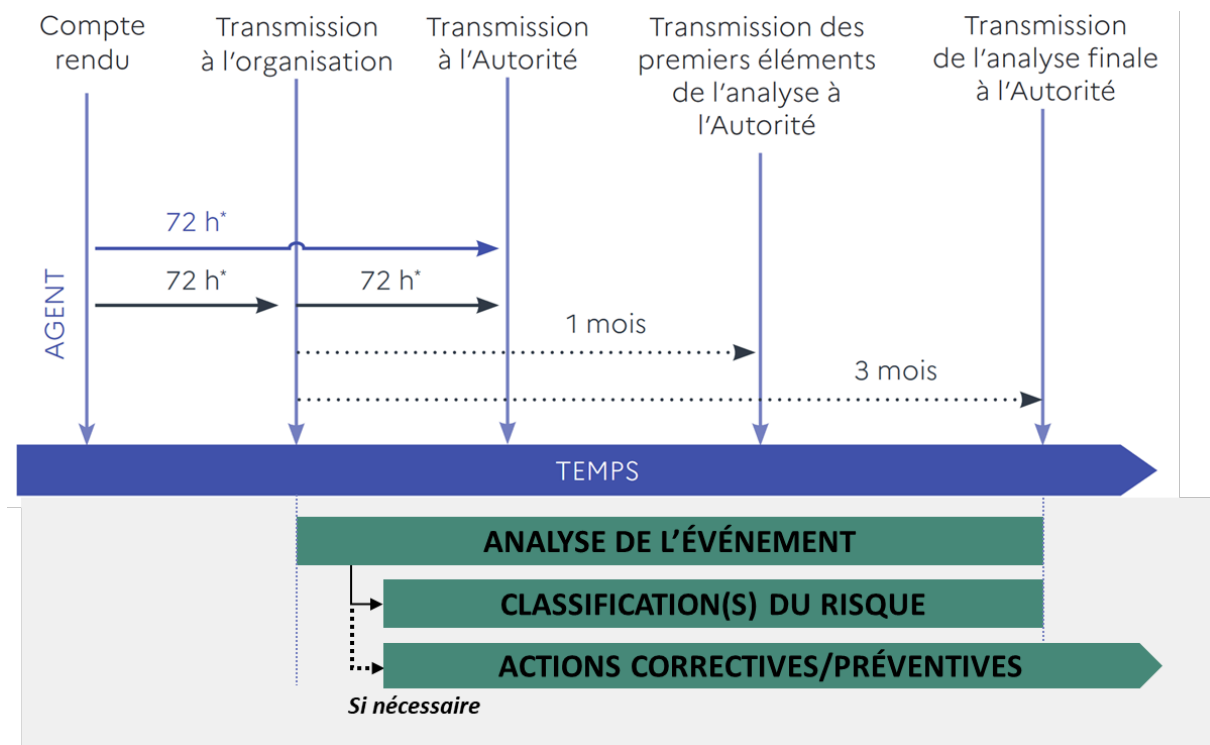 Compte
rendu
Transmission
à l'organisation
Transmission
à l'Autorité
Transmission des
premiers éléments
de l'analyse à
l'Autorité
Transmission
de l'analyse finale
à l'Autorité
72 h*
72 h*
72 h*
1 mois
3 mois
AGENT
TEMPS
ANALYSE DE L'ÉVÉNEMENT
CLASSIFICATION(S) DU RISQUE
ACTIONS CORRECTIVES/PRÉVENTIVES
Si nécessaire